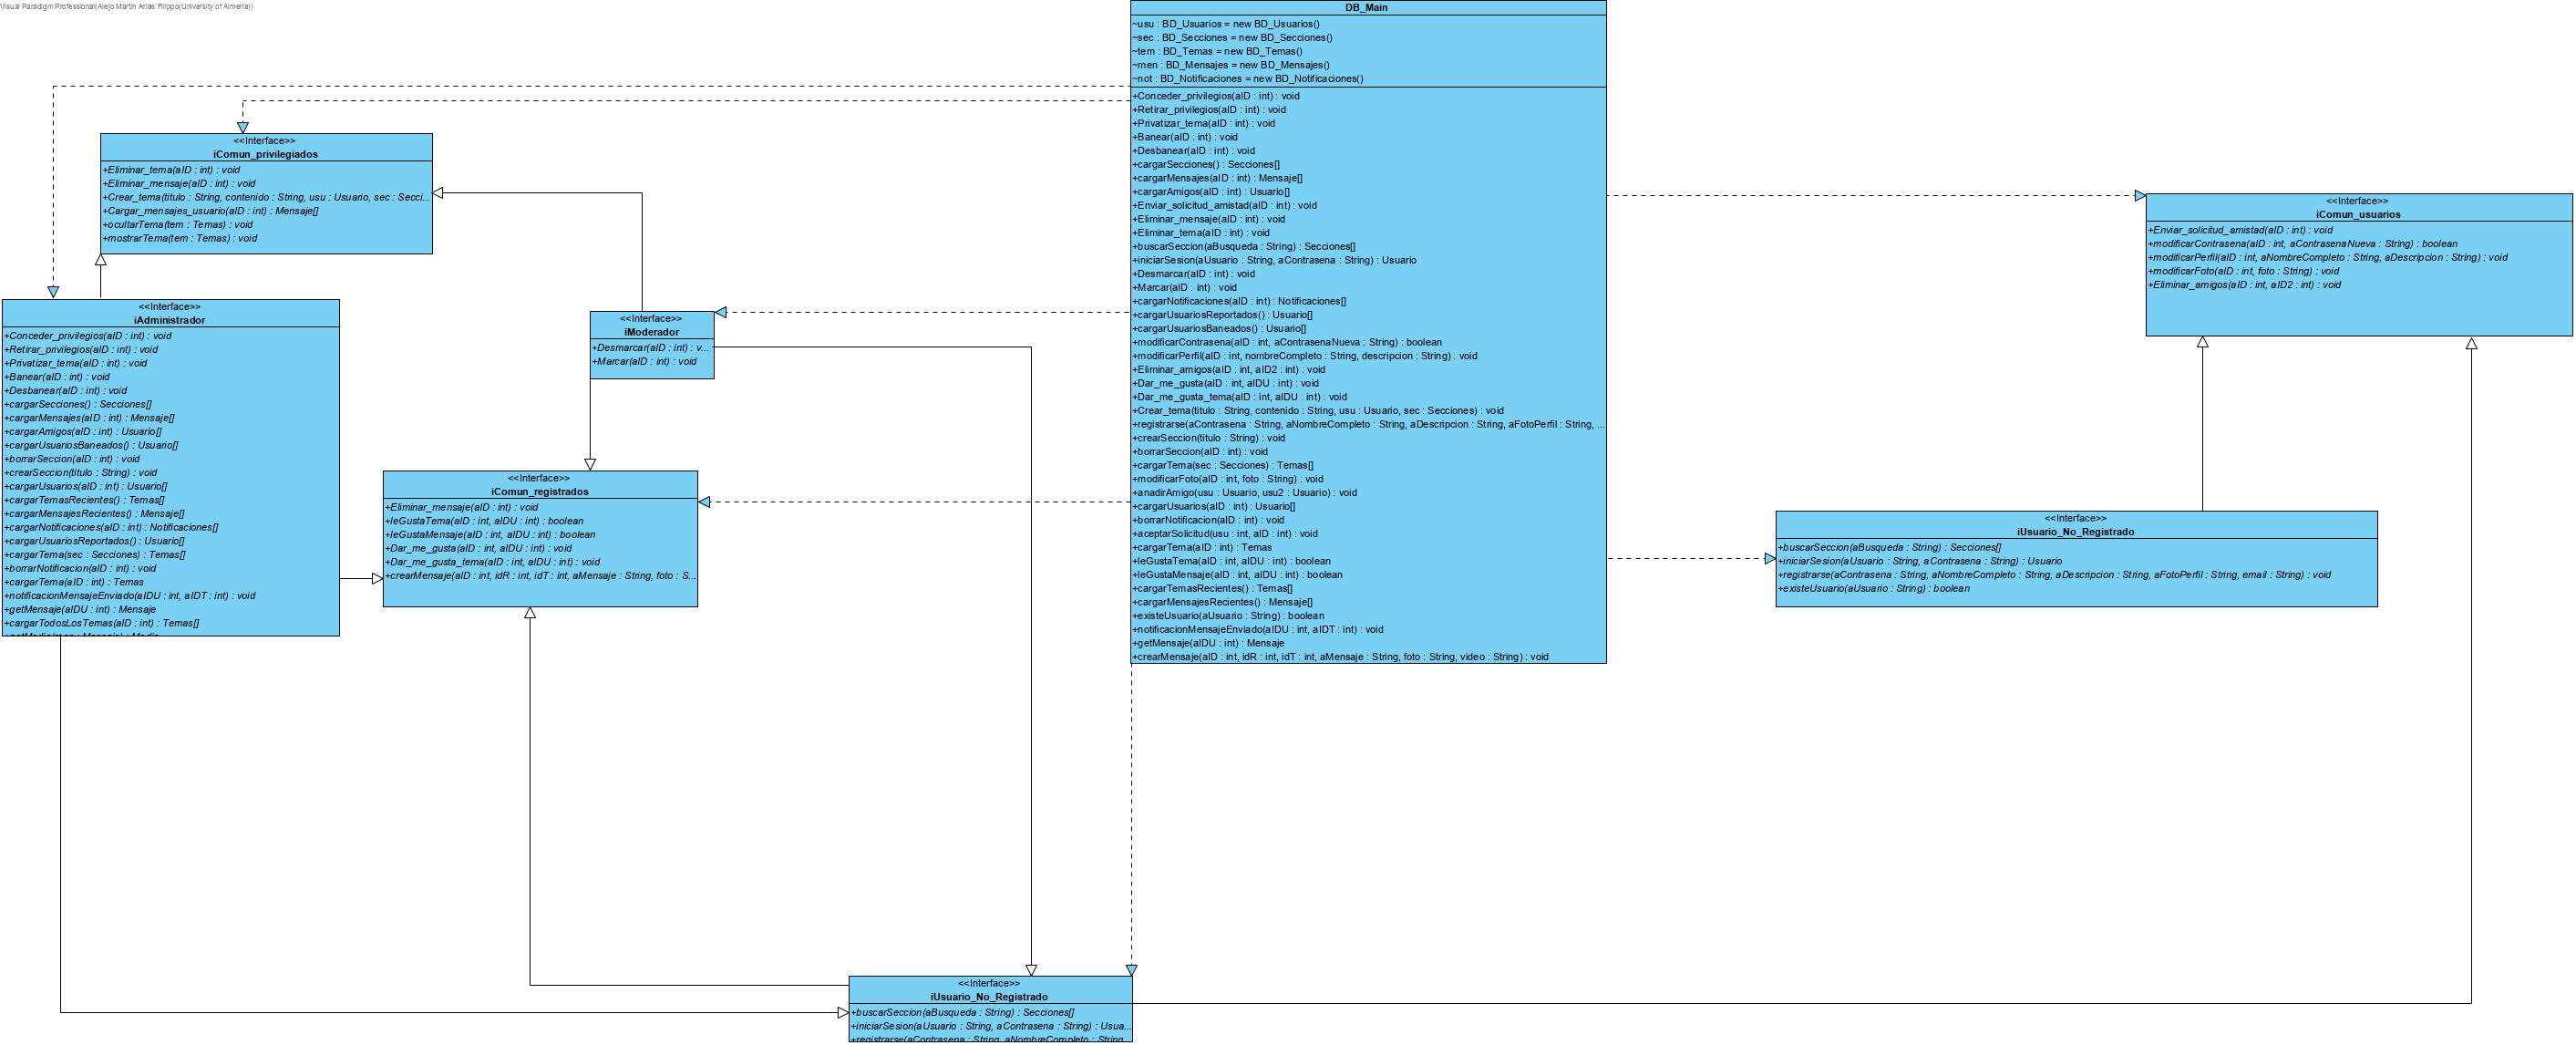 Visual Paradigm Professional(Alejo Martin Arias Filippo(University of Almeria))
DB_Main
~usu : BD_Usuarios = new BD_Usuarios()
~sec : BD_Secciones = new BD_Secciones()
~tem : BD_Temas = new BD_Temas()
~men : BD_Mensajes = new BD_Mensajes()
~not : BD_Notificaciones = new BD_Notificaciones()
+Conceder_privilegios(aID : int) : void
+Retirar_privilegios(aID : int) : void
+Privatizar_tema(aID : int) : void
+Banear(aID : int) : void
+Desbanear(aID : int) : void
+cargarSecciones() : Secciones[]
+cargarMensajes(aID : int) : Mensaje[]
+cargarAmigos(aID : int) : Usuario[]
+Enviar_solicitud_amistad(aID : int) : void
+Eliminar_mensaje(aID : int) : void
+Eliminar_tema(aID : int) : void
+buscarSeccion(aBusqueda : String) : Secciones[]
+iniciarSesion(aUsuario : String, aContrasena : String) : Usuario
+Desmarcar(aID : int) : void
+Marcar(aID : int) : void
+cargarNotificaciones(aID : int) : Notificaciones[]
+cargarUsuariosReportados() : Usuario[]
+cargarUsuariosBaneados() : Usuario[]
+modificarContrasena(aID : int, aContrasenaNueva : String) : boolean
+modificarPerfil(aID : int, nombreCompleto : String, descripcion : String) : void
+Eliminar_amigos(aID : int, aID2 : int) : void
+Dar_me_gusta(aID : int, aIDU : int) : void
+Dar_me_gusta_tema(aID : int, aIDU : int) : void
+Crear_tema(titulo : String, contenido : String, usu : Usuario, sec : Secciones) : void
+registrarse(aContrasena : String, aNombreCompleto : String, aDescripcion : String, aFotoPerfil : String, ...
+crearSeccion(titulo : String) : void
+borrarSeccion(aID : int) : void
+cargarTema(sec : Secciones) : Temas[]
+modificarFoto(aID : int, foto : String) : void
+anadirAmigo(usu : Usuario, usu2 : Usuario) : void
+cargarUsuarios(aID : int) : Usuario[]
+borrarNotificacion(aID : int) : void
+aceptarSolicitud(usu : int, aID : int) : void
+cargarTema(aID : int) : Temas
+leGustaTema(aID : int, aIDU : int) : boolean
+leGustaMensaje(aID : int, aIDU : int) : boolean
+cargarTemasRecientes() : Temas[]
+cargarMensajesRecientes() : Mensaje[]
+existeUsuario(aUsuario : String) : boolean
+notificacionMensajeEnviado(aIDU : int, aIDT : int) : void
+getMensaje(aIDU : int) : Mensaje
+crearMensaje(aID : int, idR : int, idT : int, aMensaje : String, foto : String, video : String) : void
<<Interface>>
iComun_privilegiados
+Eliminar_tema(aID : int) : void
+Eliminar_mensaje(aID : int) : void
+Crear_tema(titulo : String, contenido : String, usu : Usuario, sec : Secci...
+Cargar_mensajes_usuario(aID : int) : Mensaje[]
+ocultarTema(tem : Temas) : void
+mostrarTema(tem : Temas) : void
<<Interface>>
iComun_usuarios
+Enviar_solicitud_amistad(aID : int) : void
+modificarContrasena(aID : int, aContrasenaNueva : String) : boolean
+modificarPerfil(aID : int, aNombreCompleto : String, aDescripcion : String) : void
+modificarFoto(aID : int, foto : String) : void
+Eliminar_amigos(aID : int, aID2 : int) : void
<<Interface>>
iAdministrador
+Conceder_privilegios(aID : int) : void
+Retirar_privilegios(aID : int) : void
+Privatizar_tema(aID : int) : void
+Banear(aID : int) : void
+Desbanear(aID : int) : void
+cargarSecciones() : Secciones[]
+cargarMensajes(aID : int) : Mensaje[]
+cargarAmigos(aID : int) : Usuario[]
+cargarUsuariosBaneados() : Usuario[]
+borrarSeccion(aID : int) : void
+crearSeccion(titulo : String) : void
+cargarUsuarios(aID : int) : Usuario[]
+cargarTemasRecientes() : Temas[]
+cargarMensajesRecientes() : Mensaje[]
+cargarNotificaciones(aID : int) : Notificaciones[]
+cargarUsuariosReportados() : Usuario[]
+cargarTema(sec : Secciones) : Temas[]
+borrarNotificacion(aID : int) : void
+cargarTema(aID : int) : Temas
+notificacionMensajeEnviado(aIDU : int, aIDT : int) : void
+getMensaje(aIDU : int) : Mensaje
+cargarTodosLosTemas(aID : int) : Temas[]
<<Interface>>
iModerador
+Desmarcar(aID : int) : v...
+Marcar(aID : int) : void
<<Interface>>
iComun_registrados
+Eliminar_mensaje(aID : int) : void
+leGustaTema(aID : int, aIDU : int) : boolean
+leGustaMensaje(aID : int, aIDU : int) : boolean
+Dar_me_gusta(aID : int, aIDU : int) : void
+Dar_me_gusta_tema(aID : int, aIDU : int) : void
+crearMensaje(aID : int, idR : int, idT : int, aMensaje : String, foto : S...
<<Interface>>
iUsuario_No_Registrado
+buscarSeccion(aBusqueda : String) : Secciones[]
+iniciarSesion(aUsuario : String, aContrasena : String) : Usuario
+registrarse(aContrasena : String, aNombreCompleto : String, aDescripcion : String, aFotoPerfil : String, email : String) : void
+existeUsuario(aUsuario : String) : boolean
<<Interface>>
iUsuario_No_Registrado
+buscarSeccion(aBusqueda : String) : Secciones[]
+iniciarSesion(aUsuario : String, aContrasena : String) : Usua...
+registrarse(aContrasena : String, aNombreCompleto : String